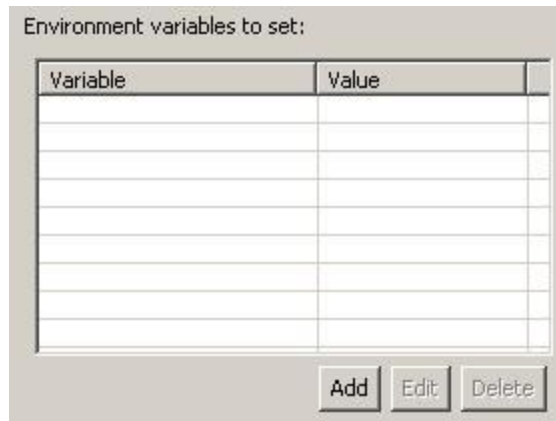 Environment variables to set:
Variable Value
Add Edit Delete